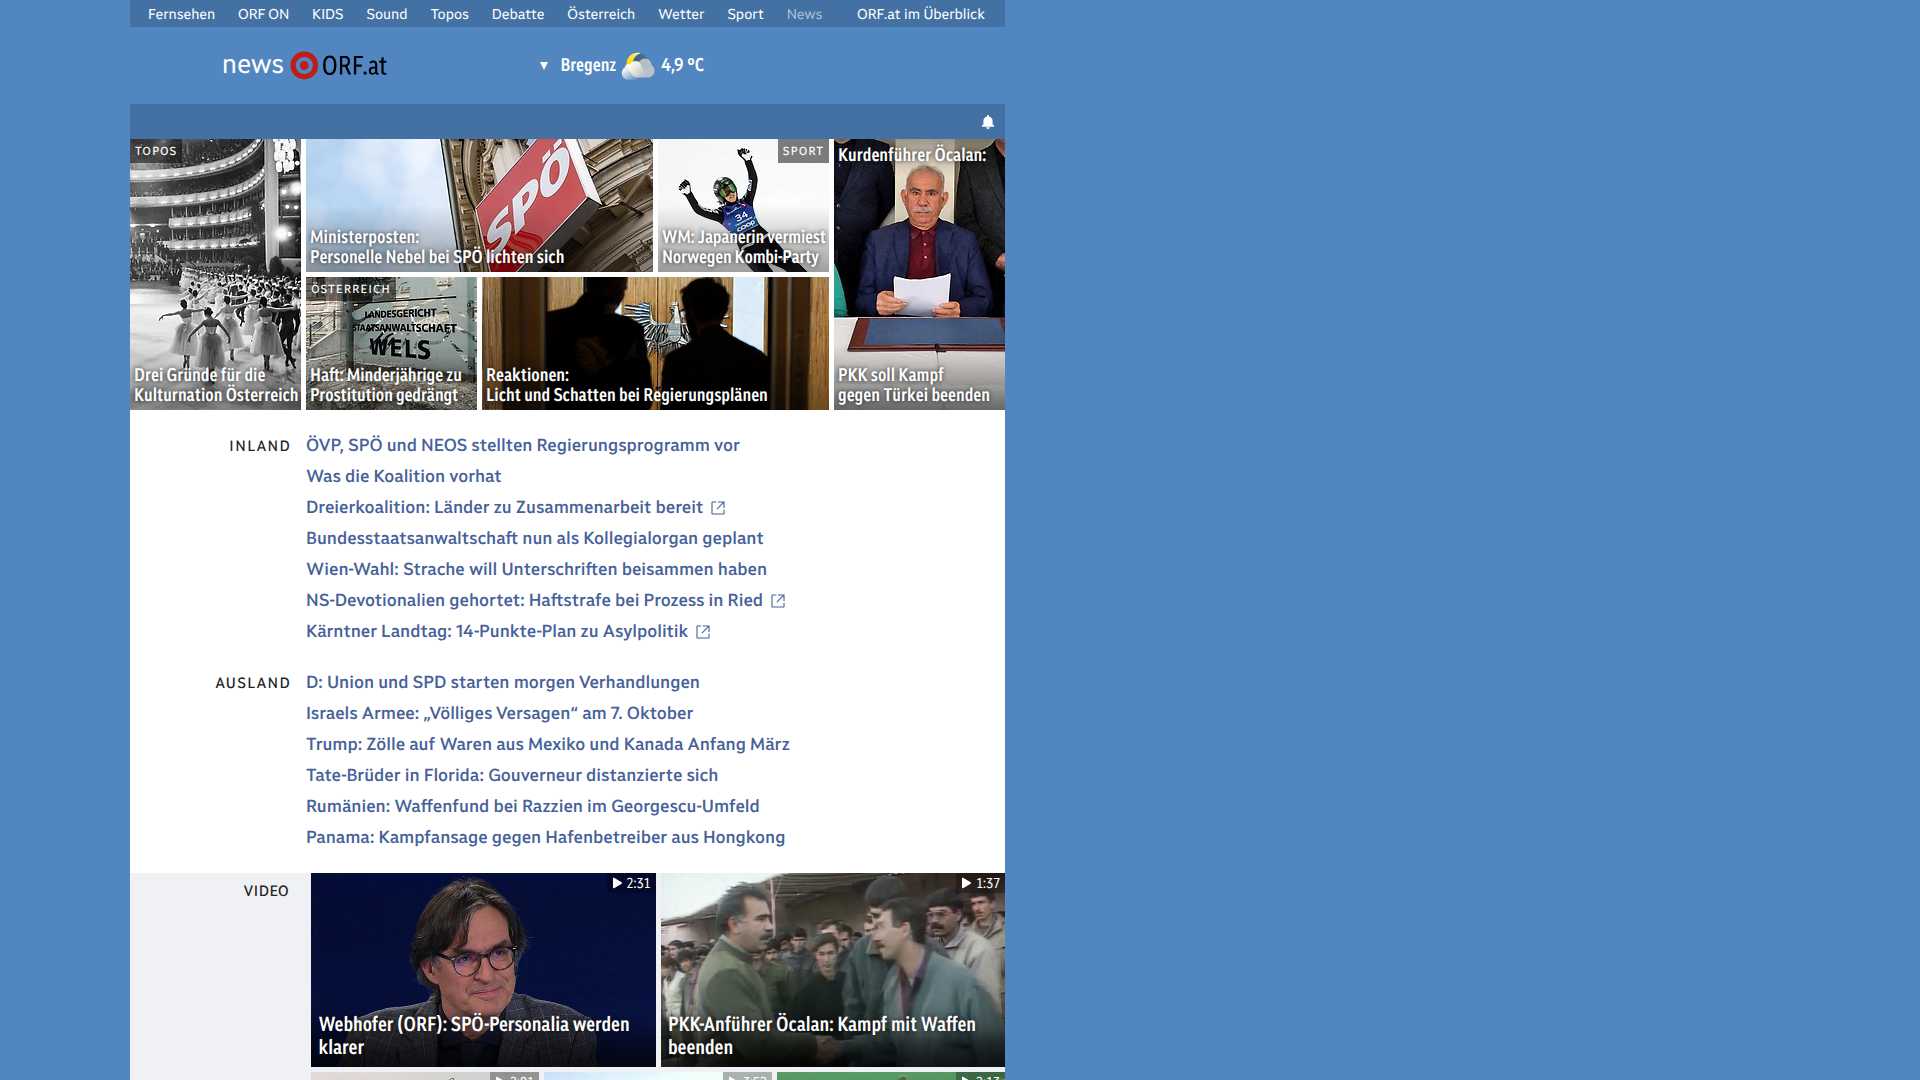 Fernsehen ORF ON KIDS Sound Topos Debatte Österreich Wetter Sport News ORF.at im Überblick
news ORF.at
Bregenz 4,9 °C
TOPOS
Drei Gründe für die
Kulturnation Österreich
SPÖ
Ministerposten:
Personelle Nebel bei SPÖ lichten sich
SPORT
34
coop
WM: Japanerin vermiest
Norwegen Kombi-Party
Kurdenführer Öcalan:
PKK soll Kampf
gegen Türkei beenden
ÖSTERREICH
LANDESGERICHT
STAATSANWALTSCHAFT
WELS
Haft: Minderjährige zu
Prostitution gedrängt
Reaktionen:
Licht und Schatten bei Regierungsplänen
INLAND
ÖVP, SPÖ und NEOS stellten Regierungsprogramm vor
Was die Koalition vorhat
Dreierkoalition: Länder zu Zusammenarbeit bereit
Bundesstaatsanwaltschaft nun als Kollegialorgan geplant
Wien-Wahl: Strache will Unterschriften beisammen haben
NS-Devotionalien gehortet: Haftstrafe bei Prozess in Ried
Kärntner Landtag: 14-Punkte-Plan zu Asylpolitik
AUSLAND
D: Union und SPD starten morgen Verhandlungen
Israels Armee: „Völliges Versagen“ am 7. Oktober
Trump: Zölle auf Waren aus Mexiko und Kanada Anfang März
Tate-Brüder in Florida: Gouverneur distanzierte sich
Rumänien: Waffenfund bei Razzien im Georgescu-Umfeld
Panama: Kampfansage gegen Hafenbetreiber aus Hongkong
VIDEO
2:31
Webhofer (ORF): SPÖ-Personalia werden
klarer
1:37
PKK-Anführer Öcalan: Kampf mit Waffen
beenden